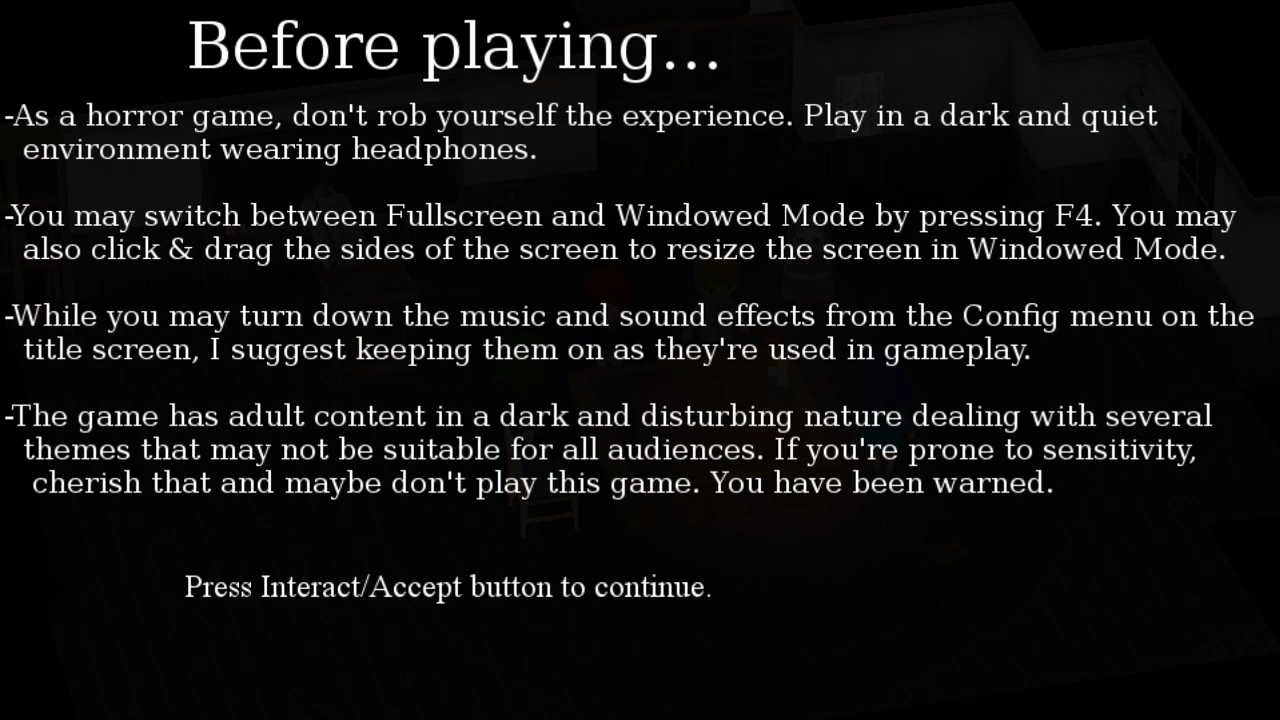 Before playing...
-As a horror game, don't rob yourself the experience. Play in a dark and quiet
environment wearing headphones.
-You may switch between Fullscreen and Windowed Mode by pressing F4. You may
also click & drag the sides of the screen to resize the screen in Windowed Mode.
-While you may turn down the music and sound effects from the Config menu on the
title screen, I suggest keeping them on as they're used in gameplay.
-The game has adult content in a dark and disturbing nature dealing with several
themes that may not be suitable for all audiences. If you're prone to sensitivity,
cherish that and maybe don't play this game. You have been warned.
Press Interact/Accept button to continue.